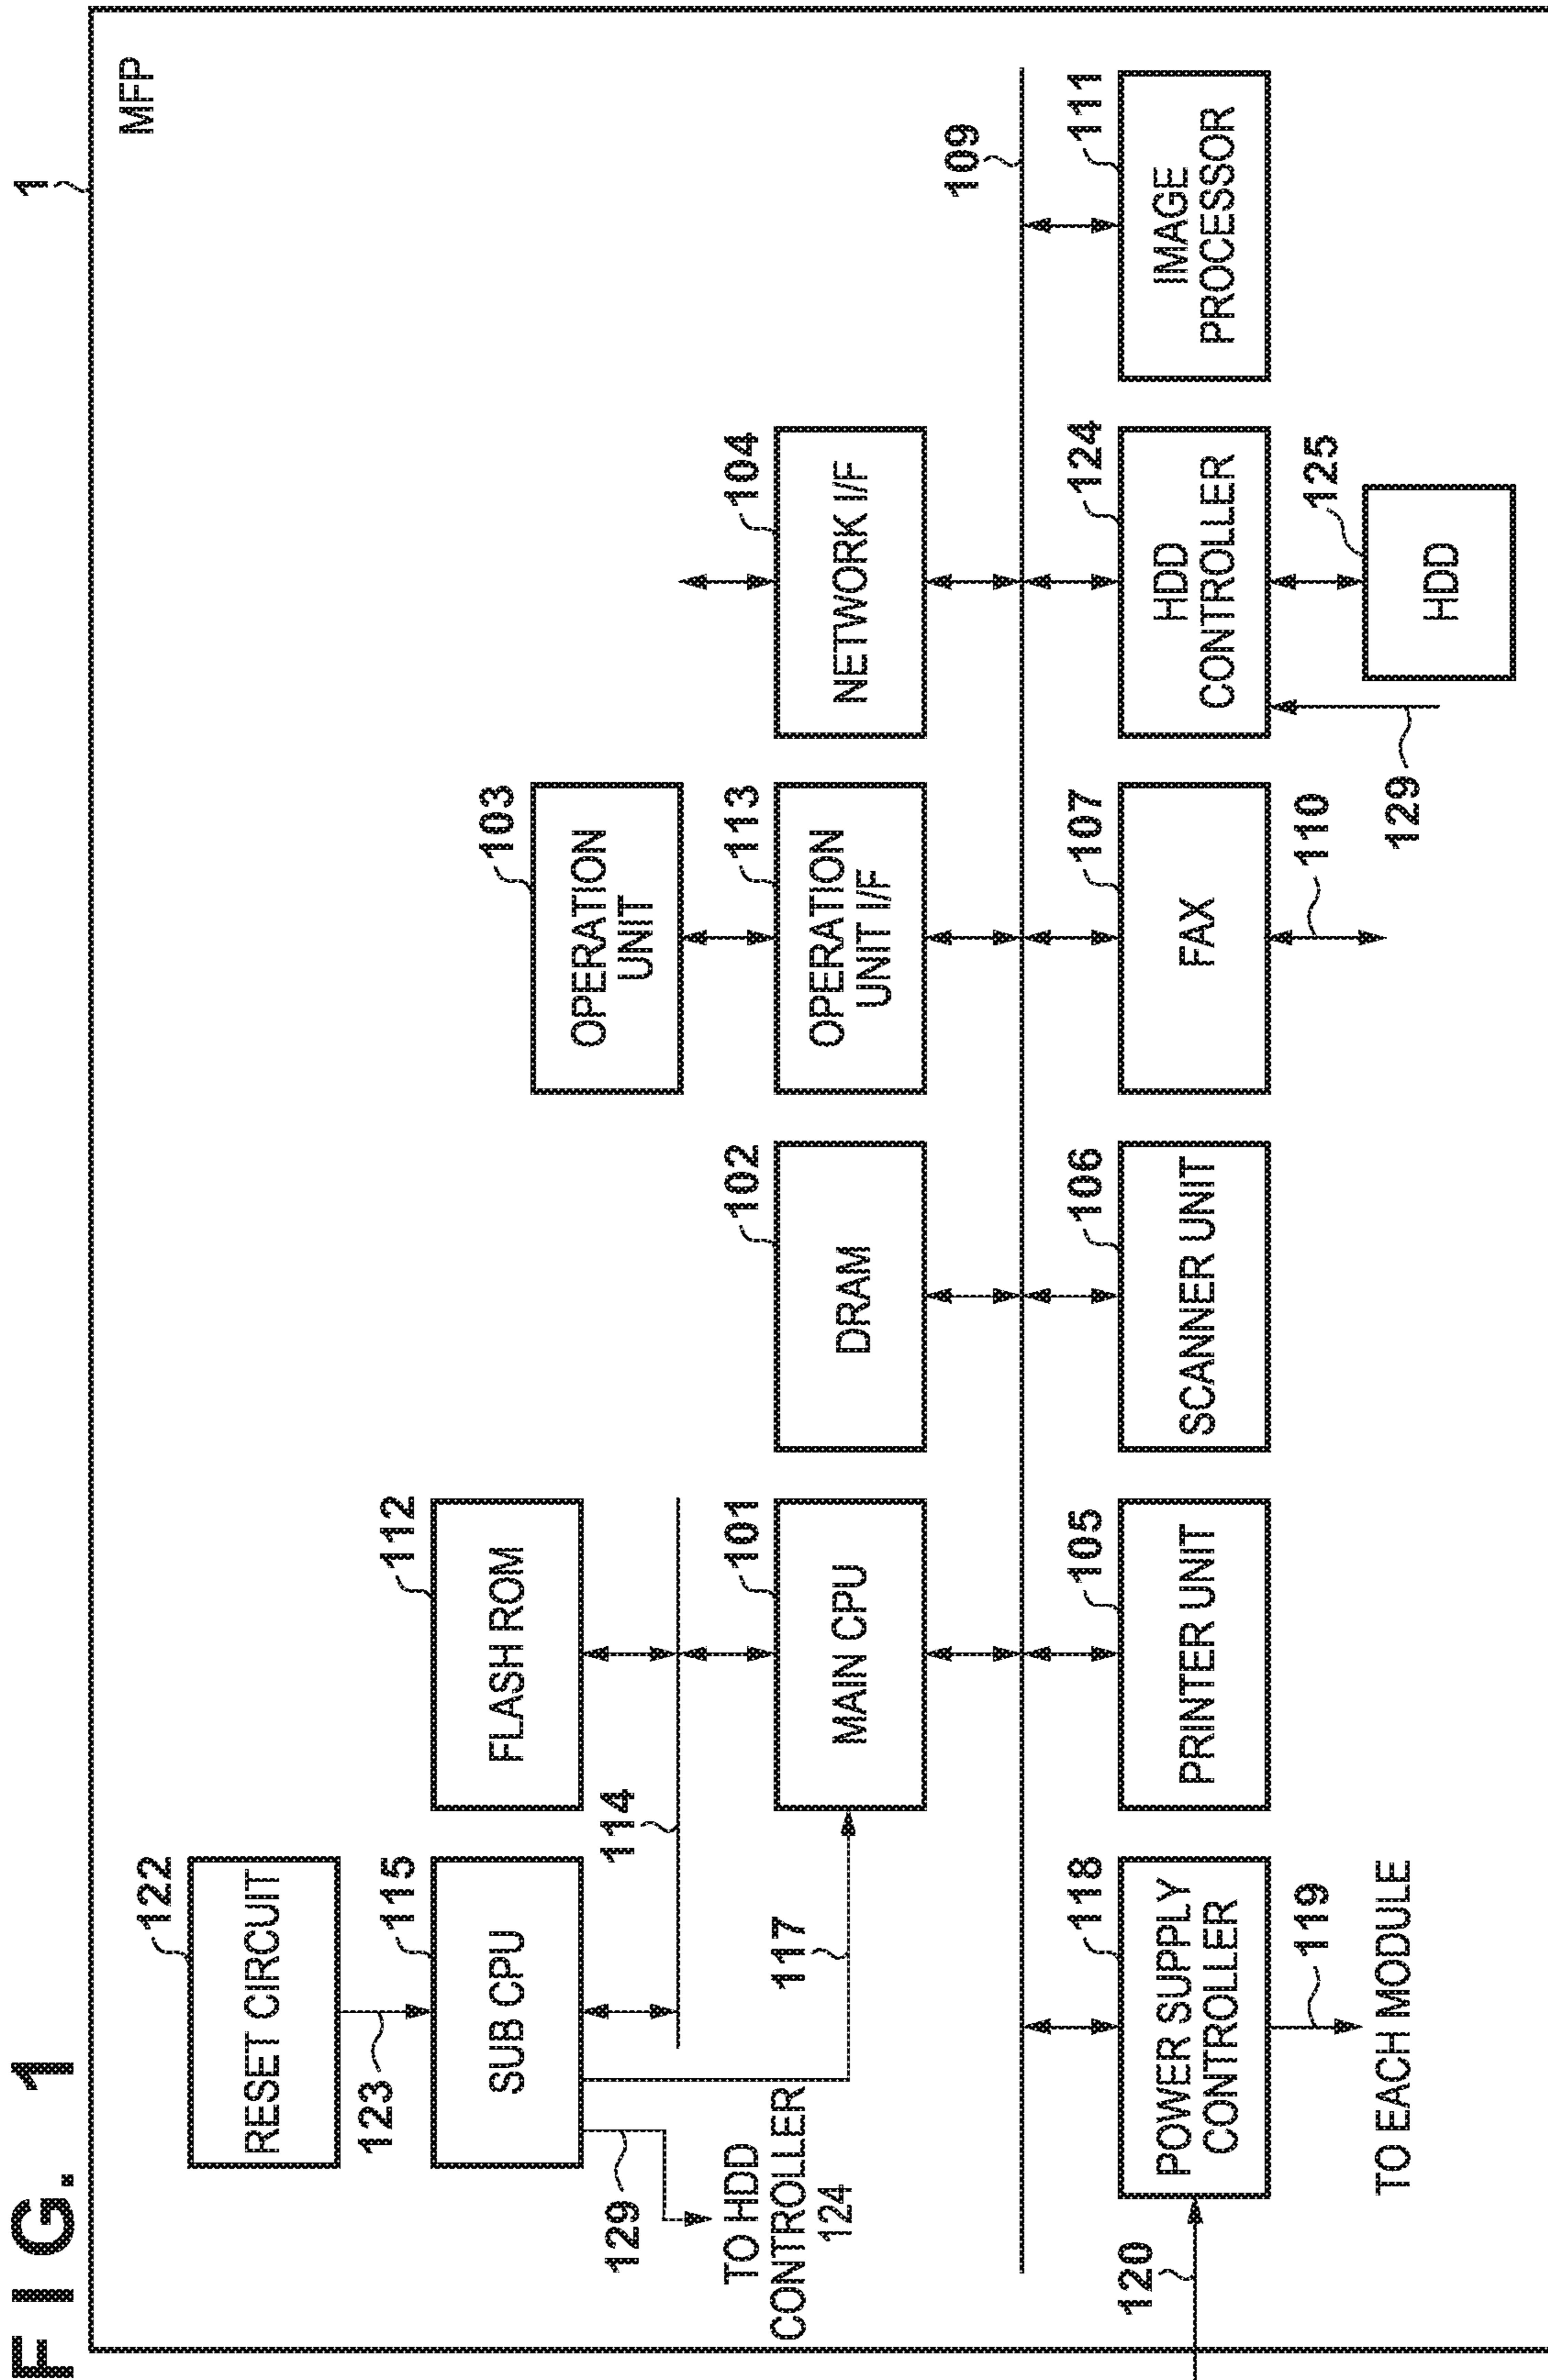 FIG. 1
1
MFP
122
RESET CIRCUIT
123
115
SUB CPU
112
FLASH ROM
103
OPERATION
UNIT
129
TO HDD
CONTROLLER
124
114
117
101
MAIN CPU
102
DRAM
113
OPERATION
UNIT I/F
104
NETWORK I/F
109
120
118
POWER SUPPLY
CONTROLLER
119
TO EACH MODULE
105
PRINTER UNIT
106
SCANNER UNIT
107
FAX
110
124
HDD
CONTROLLER
129
125
HDD
111
IMAGE
PROCESSOR